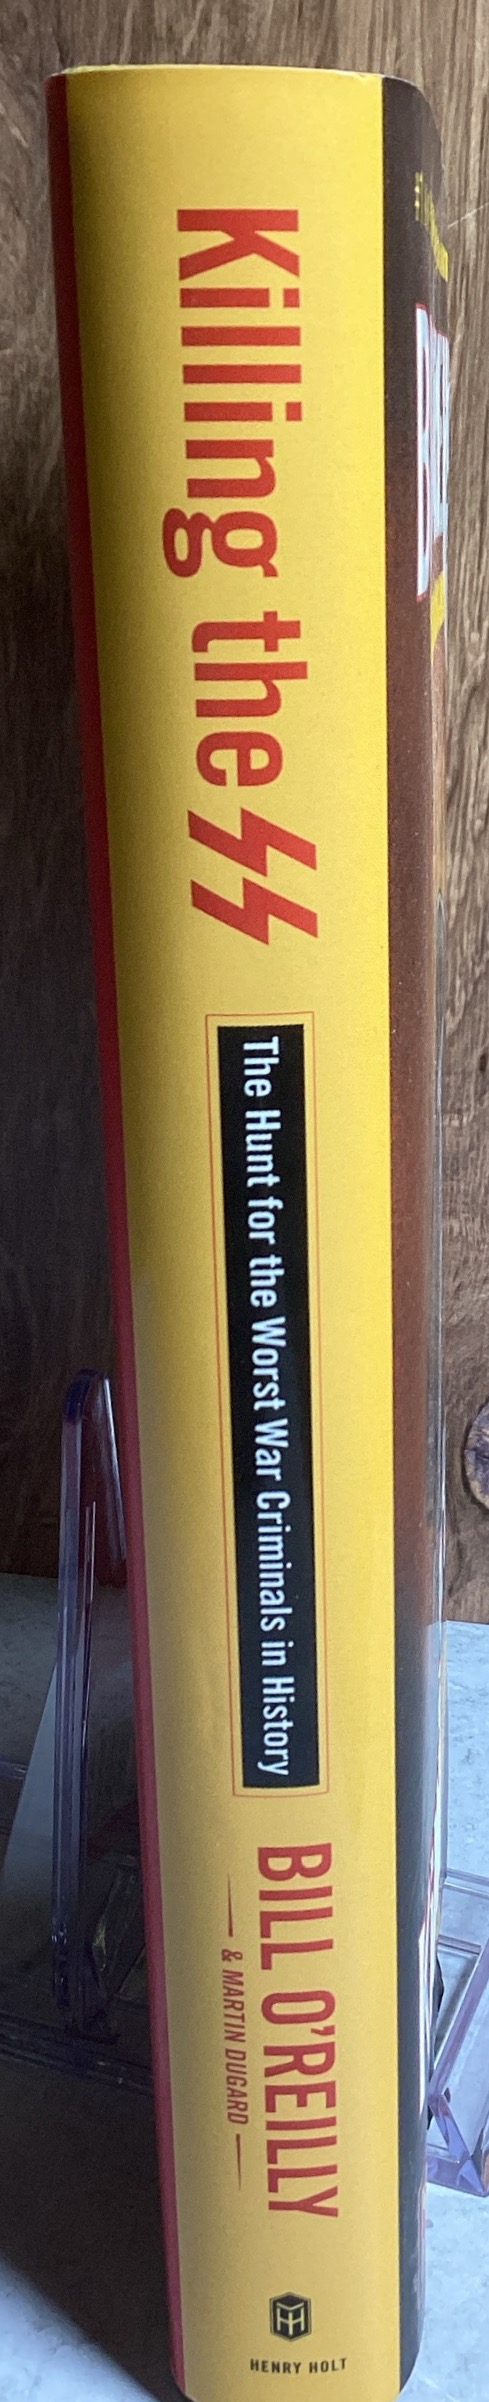 Killing the SS
The Hunt for the Worst War Criminals in History
BILL O'REILLY
& MARTIN DUGARD
HENRY HOLT